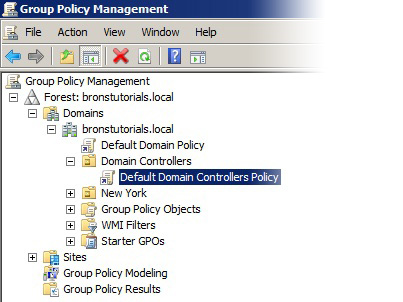 Group Policy Management
File Action View Window Help
Group Policy Management
Forest: bronstutorials.local
Domains
bronstutorials.local
Default Domain Policy
Domain Controllers
Default Domain Controllers Policy
New York
Group Policy Objects
WMI Filters
Starter GPOs
Sites
Group Policy Modeling
Group Policy Results